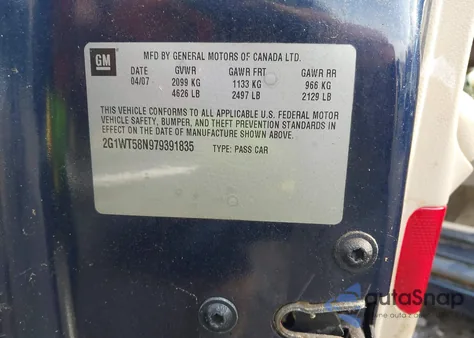 GM
MFD BY GENERAL MOTORS OF CANADA LTD.
DATE GVWR GAWR FRT GAWR RR
04/07 2099 KG 1133 KG 966 KG
4626 LB 2497 LB 2129 LB
THIS VEHICLE CONFORMS TO ALL APPLICABLE U.S. FEDERAL MOTOR
VEHICLE SAFETY, BUMPER, AND THEFT PREVENTION STANDARDS IN
EFFECT ON THE DATE OF MANUFACTURE SHOWN ABOVE.
2G1WT58N979391835 TYPE: PASS CAR
autoSnap
online auto